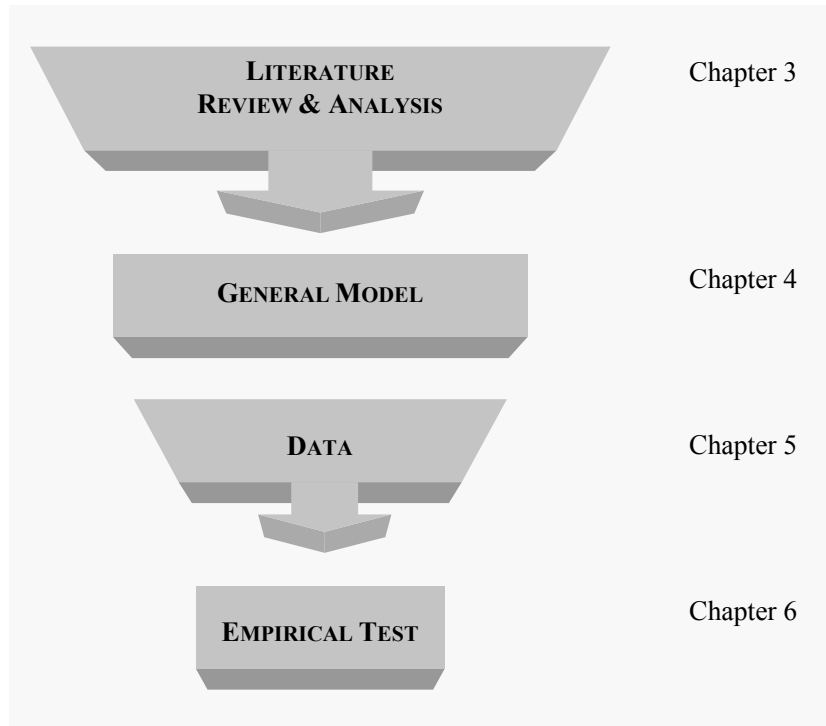 LITERATURE
REVIEW & ANALYSIS
Chapter 3
GENERAL MODEL
Chapter 4
DATA
Chapter 5
EMPIRICAL TEST
Chapter 6